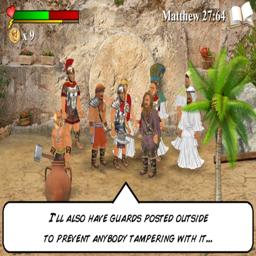 Matthew 27:64
x 9
I'LL ALSO HAVE GUARDS POSTED OUTSIDE
TO PREVENT ANYBODY TAMPERING WITH IT...